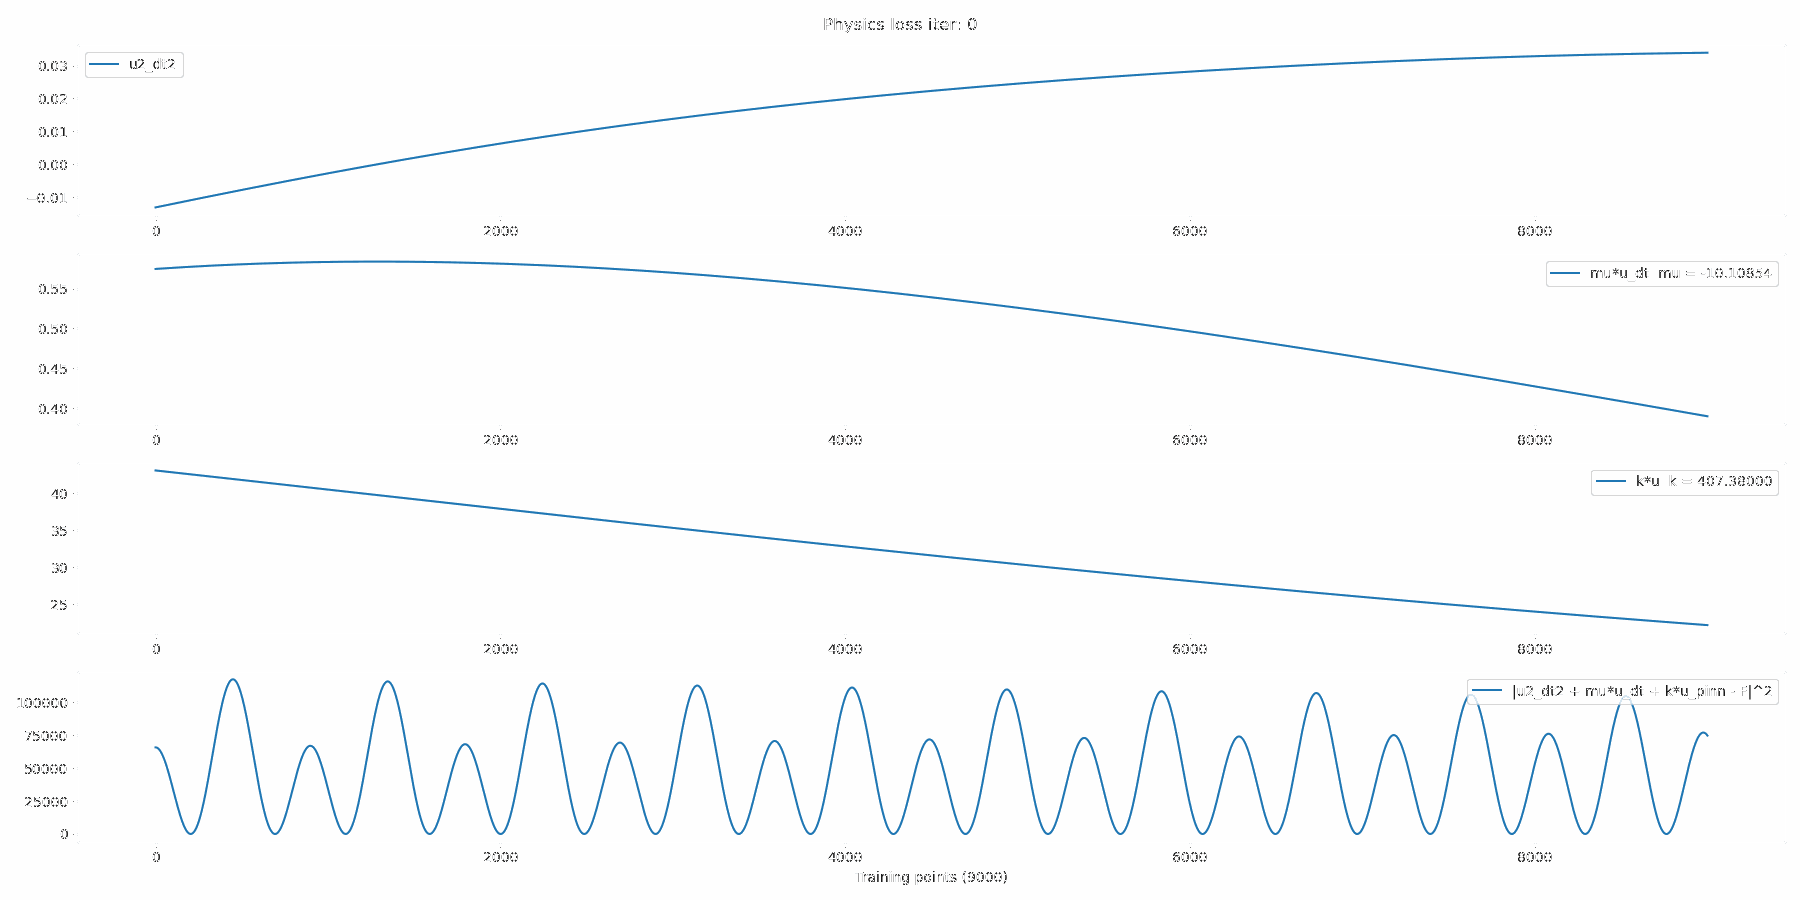 Physics loss iter: 0
u2_dt2
0.03
0.02
0.01
0.00
−0.01
0 2000 4000 6000 8000
mu*u_dt mu = -10.10854
0.55
0.50
0.45
0.40
0 2000 4000 6000 8000
k*u k = 407.38000
40
35
30
25
0 2000 4000 6000 8000
|u2_dt2 + mu*u_dt + k*u_pinn - F|^2
100000
75000
50000
25000
0
0 2000 4000 6000 8000
Training points (9000)